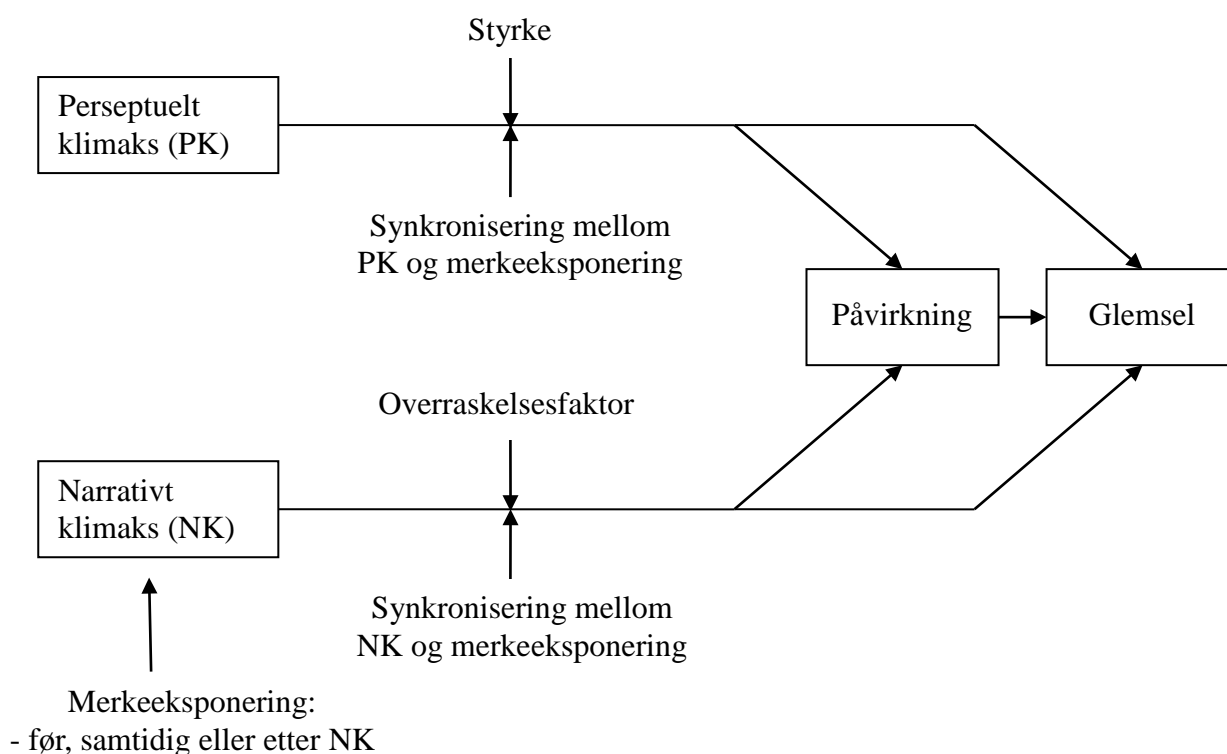 Styrke
Perseptuelt
klimaks (PK)
Synkronisering mellom
PK og merkeeksponering
Påvirkning
Glemsel
Overraskelsesfaktor
Narrativt
klimaks (NK)
Synkronisering mellom
NK og merkeeksponering
Merkeeksponering:
- før, samtidig eller etter NK